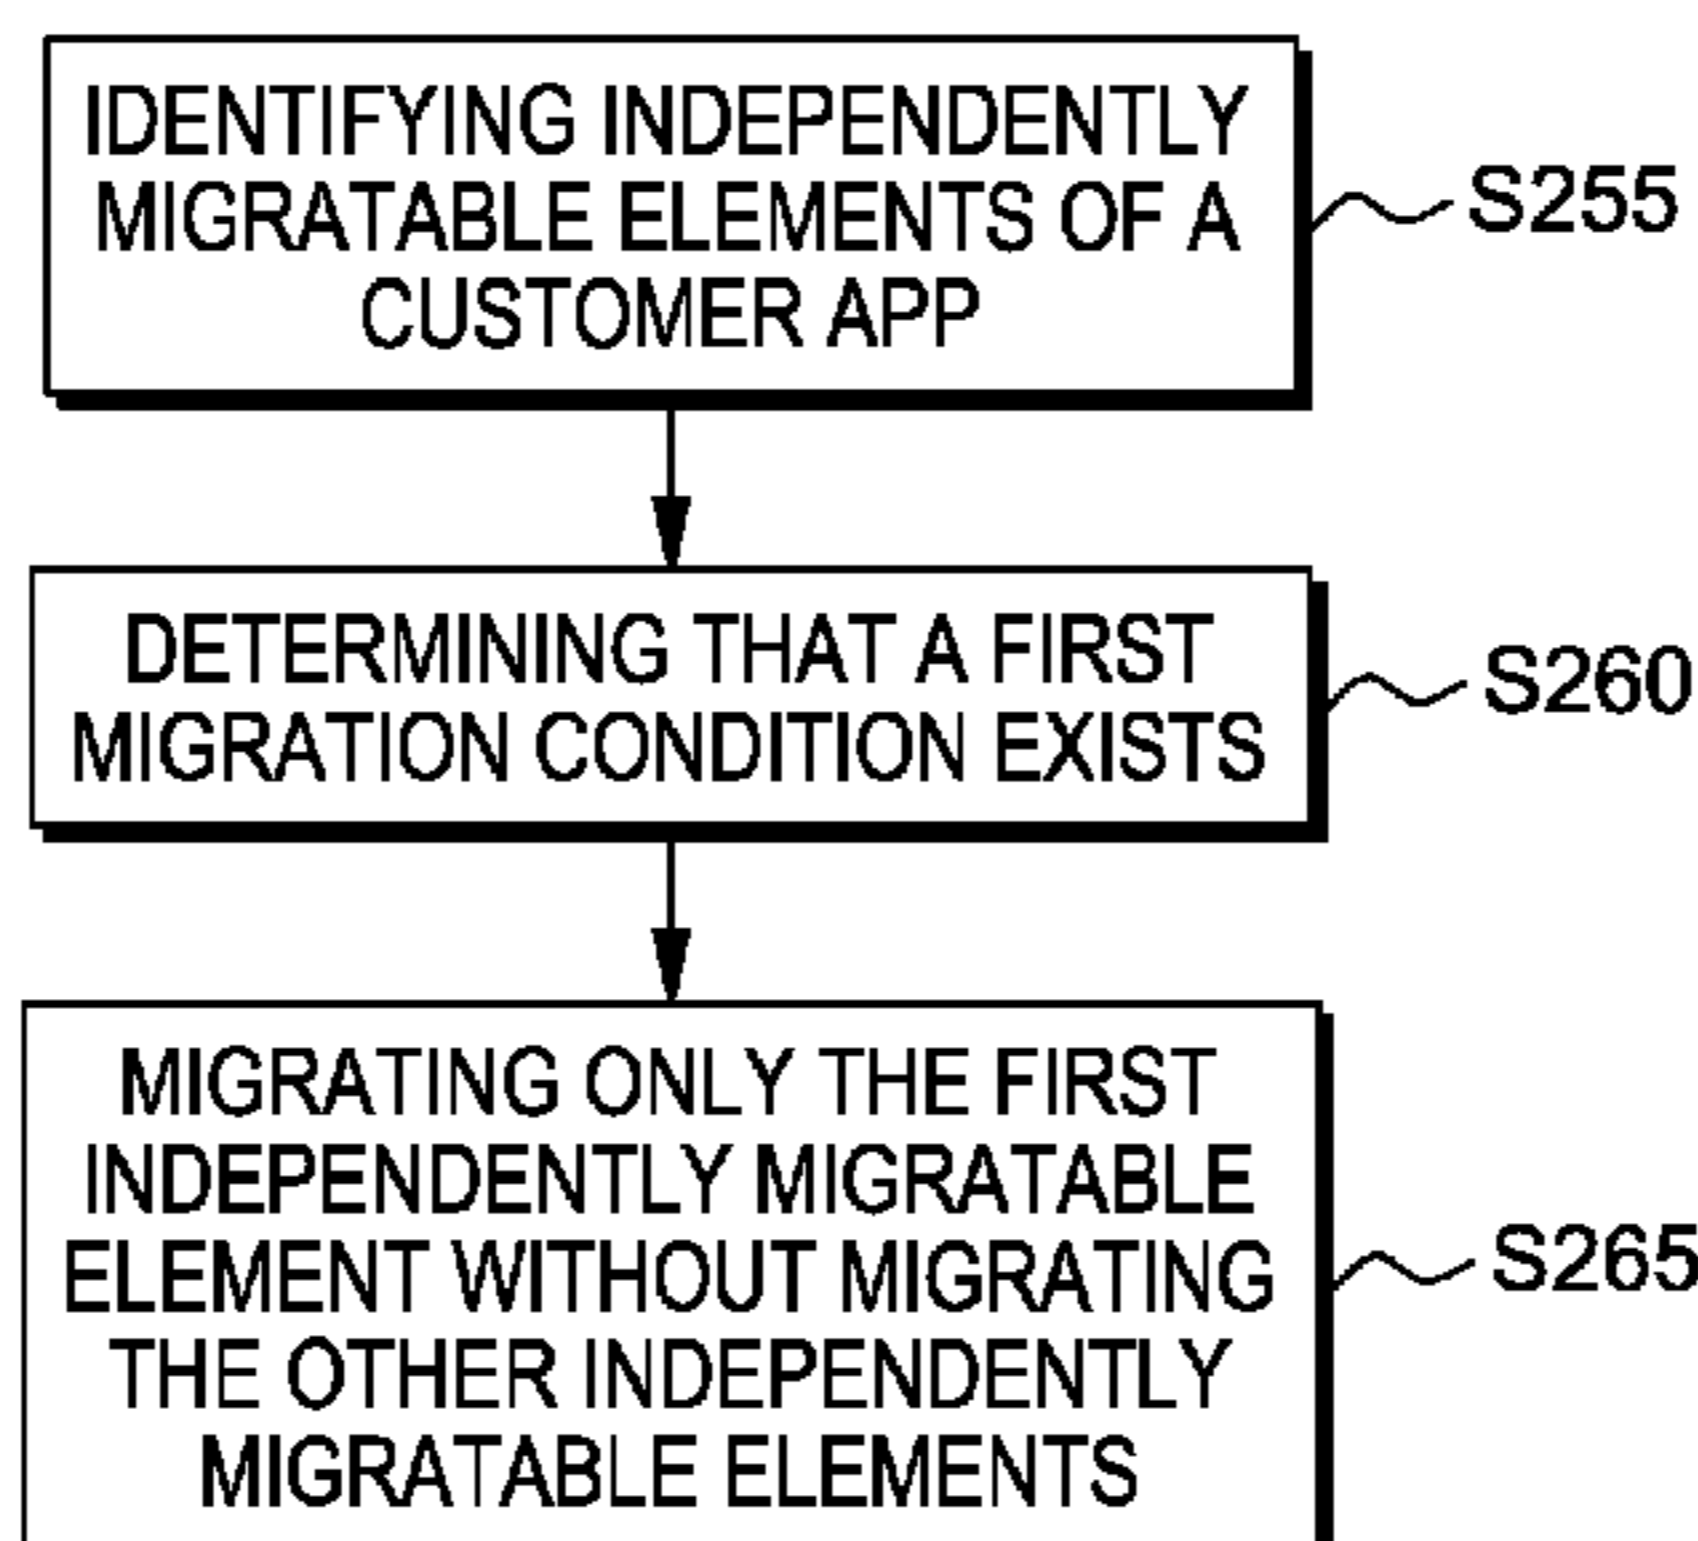 IDENTIFYING INDEPENDENTLY
MIGRATABLE ELEMENTS OF A
CUSTOMER APP
S255
DETERMINING THAT A FIRST
MIGRATION CONDITION EXISTS
S260
MIGRATING ONLY THE FIRST
INDEPENDENTLY MIGRATABLE
ELEMENT WITHOUT MIGRATING
THE OTHER INDEPENDENTLY
MIGRATABLE ELEMENTS
S265